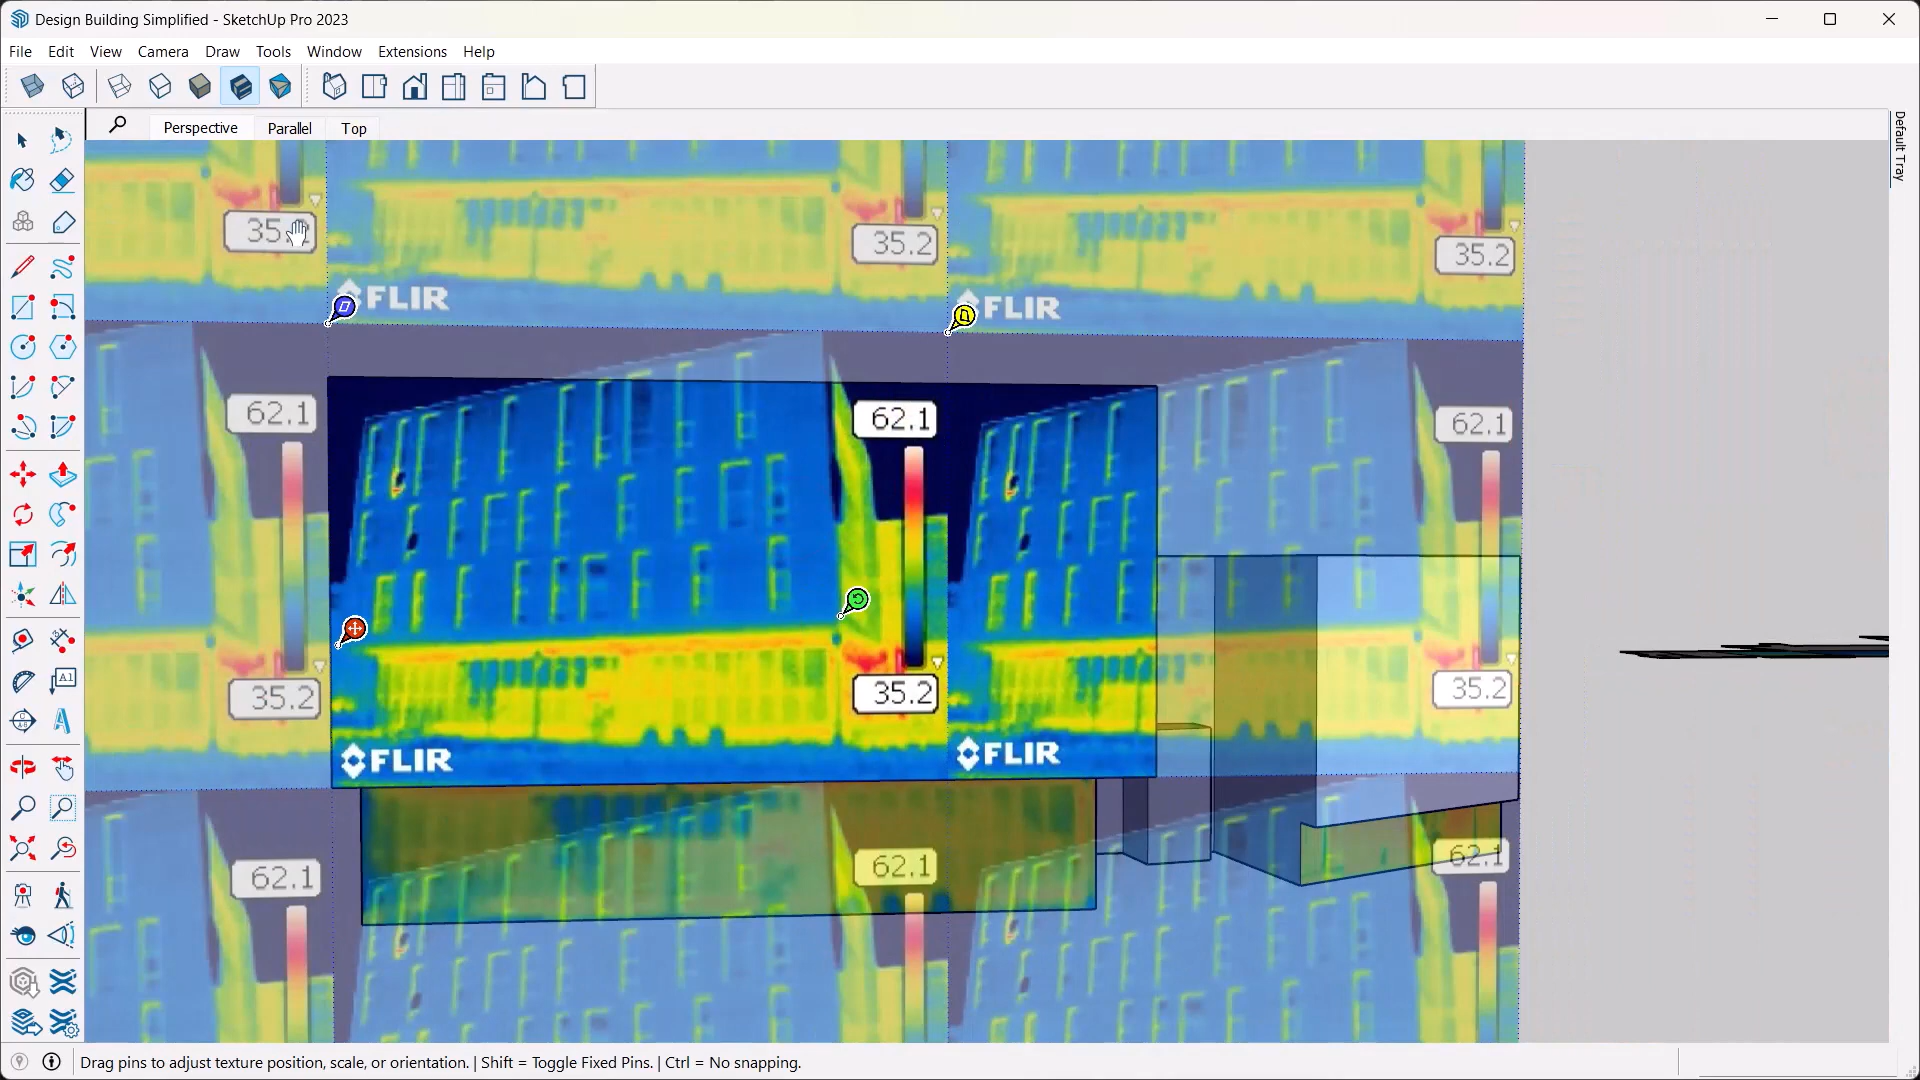 Design Building Simplified - SketchUp Pro 2023
File Edit View Camera Draw Tools Window Extensions Help
Perspective Parallel Top
Default Tray
35.2
35.2
FLIR
FLIR
62.1
62.1
62.1
35.2
35.2
35.2
FLIR
FLIR
62.1
62.1
62.1
A1
Drag pins to adjust texture position, scale, or orientation. | Shift = Toggle Fixed Pins. | Ctrl = No snapping.